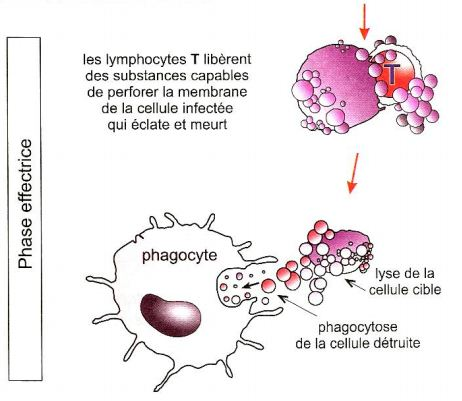 les lymphocytes T libèrent
des substances capables
de perforer la membrane
de la cellule infectée
qui éclate et meurt
T
Phase effectrice
phagocyte
lyse de la
cellule cible
phagocytose
de la cellule détruite